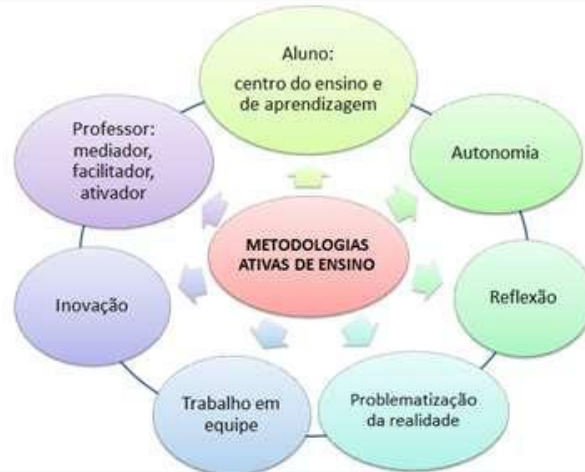 Aluno:
centro do ensino e
de aprendizagem
Autonomia
Reflexão
Problematização
da realidade
Trabalho em
equipe
Inovação
Professor:
mediador,
facilitador,
ativador
METODOLOGIAS
ATIVAS DE ENSINO